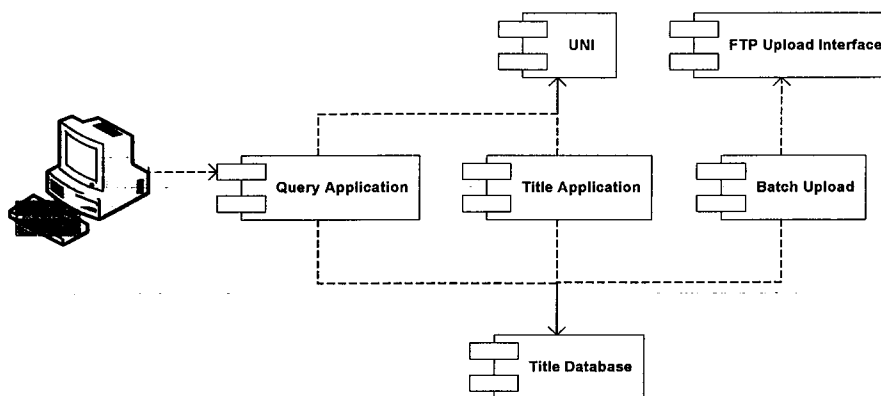 UNI
FTP Upload Interface
Query Application
Title Application
Batch Upload
Title Database